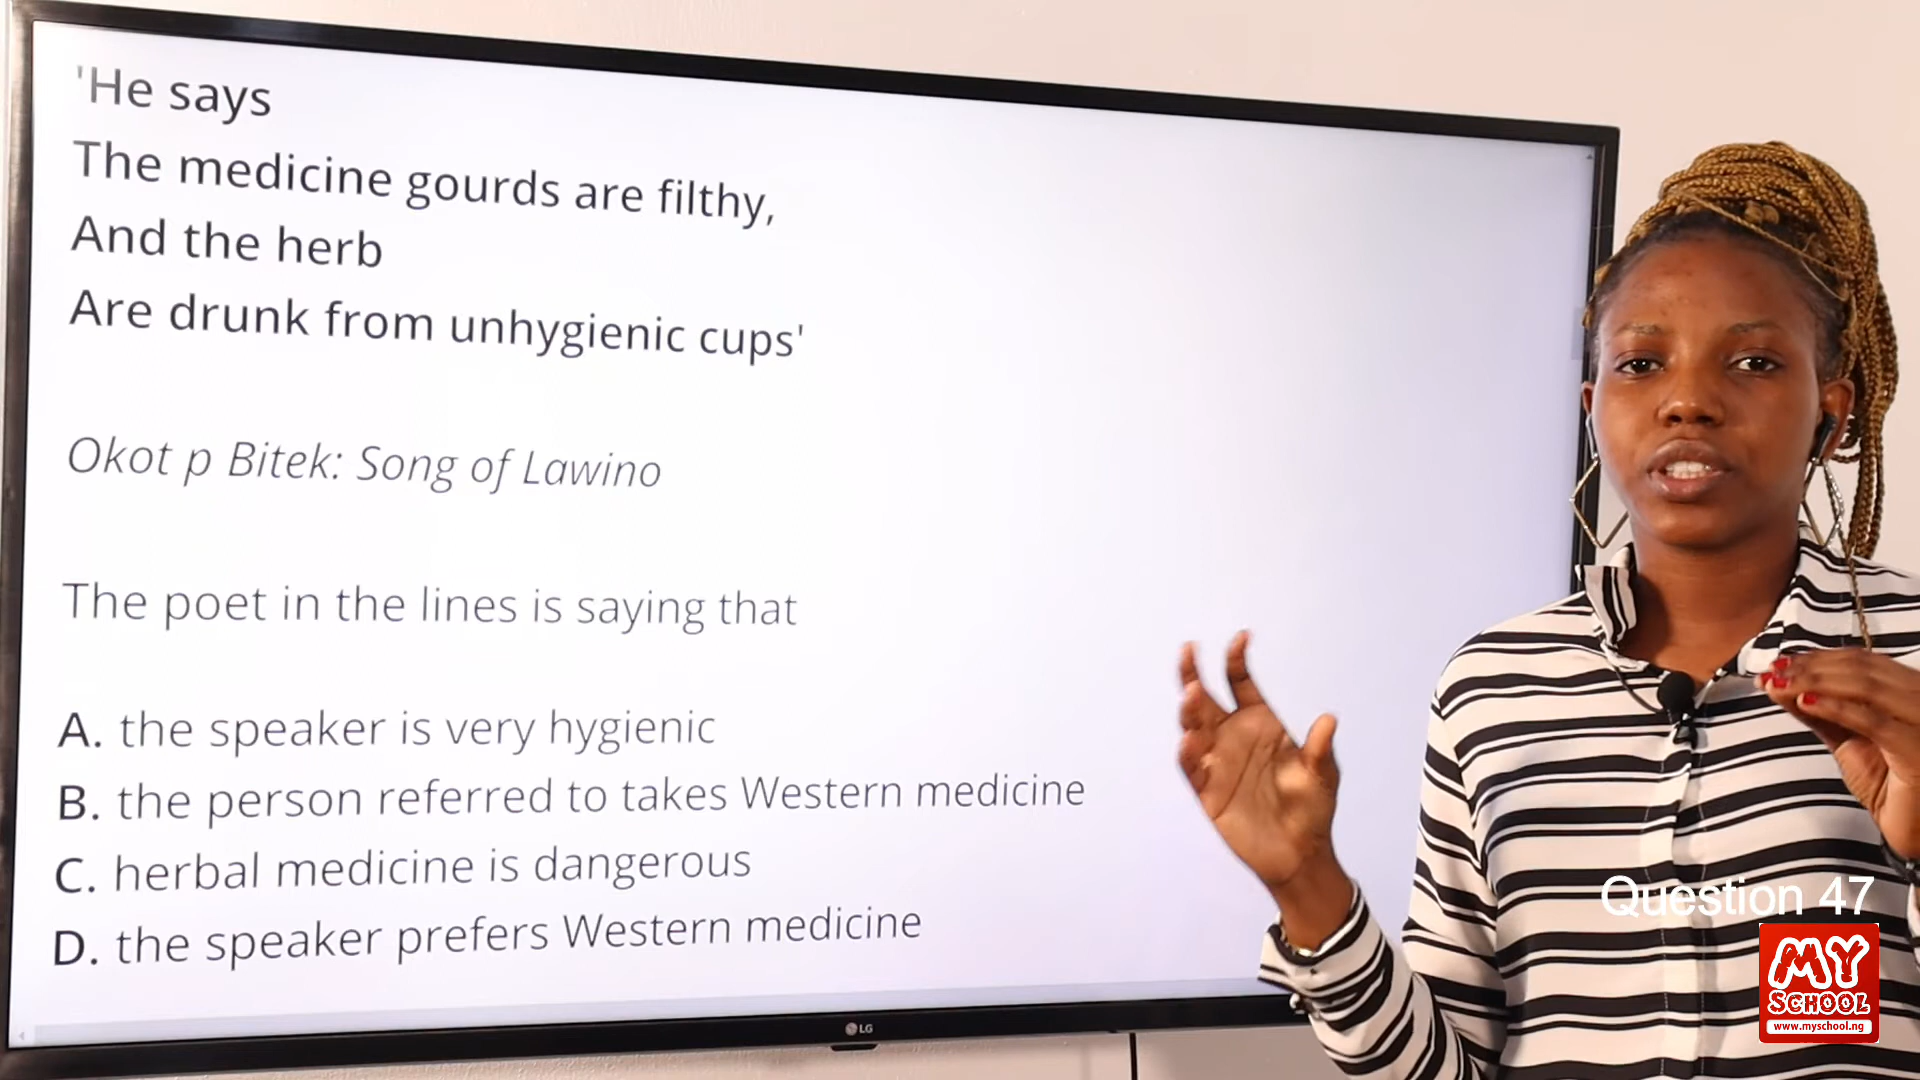 'He says
The medicine gourds are filthy,
And the herb
Are drunk from unhygienic cups'
Okot p Bitek: Song of Lawino
The poet in the lines is saying that
A. the speaker is very hygienic
B. the person referred to takes Western medicine
C. herbal medicine is dangerous
D. the speaker prefers Western medicine
LG
Question 47
MY
SCHOOL
www.myschool.ng